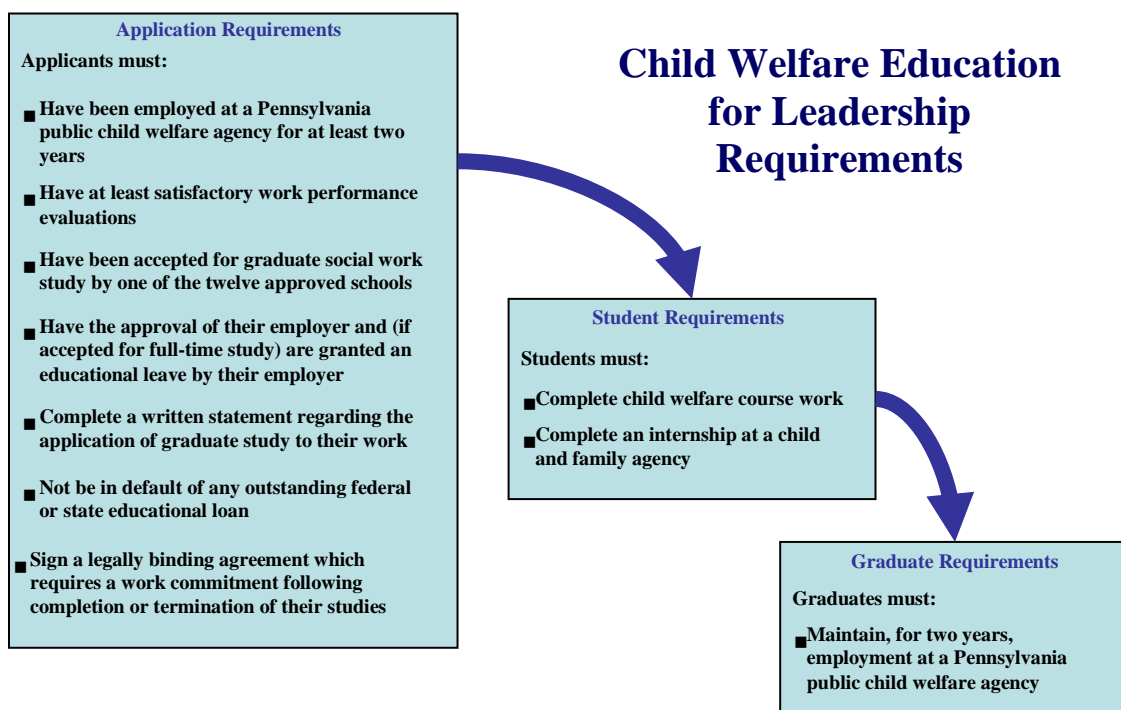 Application Requirements
Applicants must:
■ Have been employed at a Pennsylvania
public child welfare agency for at least two
years
■ Have at least satisfactory work performance
evaluations
■ Have been accepted for graduate social work
study by one of the twelve approved schools
■ Have the approval of their employer and (if
accepted for full-time study) are granted an
educational leave by their employer
■ Complete a written statement regarding the
application of graduate study to their work
■ Not be in default of any outstanding federal
or state educational loan
■ Sign a legally binding agreement which
requires a work commitment following
completion or termination of their studies
Child Welfare Education
for Leadership
Requirements
Student Requirements
Students must:
■ Complete child welfare course work
■ Complete an internship at a child
and family agency
Graduate Requirements
Graduates must:
■ Maintain, for two years,
employment at a Pennsylvania
public child welfare agency